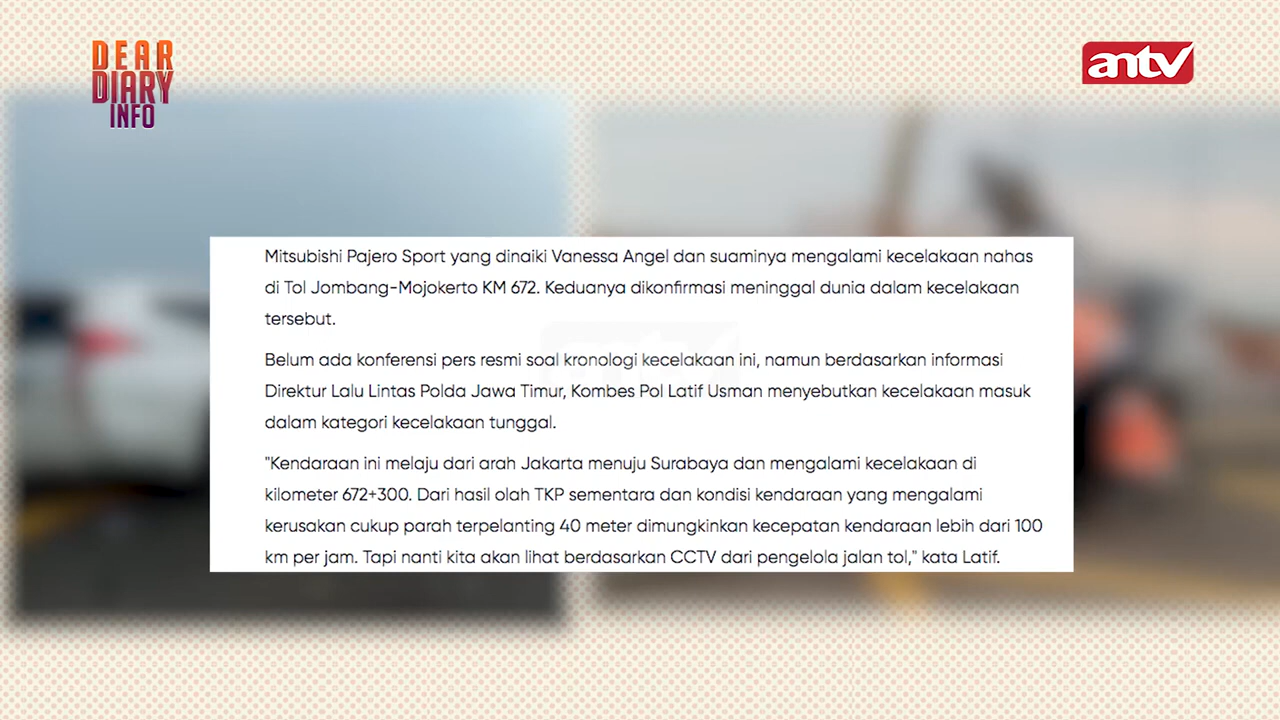 DEAR
DIARY
INFO
antv
Mitsubishi Pajero Sport yang dinaiki Vanessa Angel dan suaminya mengalami kecelakaan nahas
di Tol Jombang-Mojokerto KM 672. Keduanya dikonfirmasi meninggal dunia dalam kecelakaan
tersebut.
antv
Belum ada konferensi pers resmi soal kronologi kecelakaan ini, namun berdasarkan informasi
Direktur Lalu Lintas Polda Jawa Timur, Kombes Pol Latif Usman menyebutkan kecelakaan masuk
dalam kategori kecelakaan tunggal.
"Kendaraan ini melaju dari arah Jakarta menuju Surabaya dan mengalami kecelakaan di
kilometer 672+300. Dari hasil olah TKP sementara dan kondisi kendaraan yang mengalami
kerusakan cukup parah terpelanting 40 meter dimungkinkan kecepatan kendaraan lebih dari 100
km per jam. Tapi nanti kita akan lihat berdasarkan CCTV dari pengelola jalan tol," kata Latif.